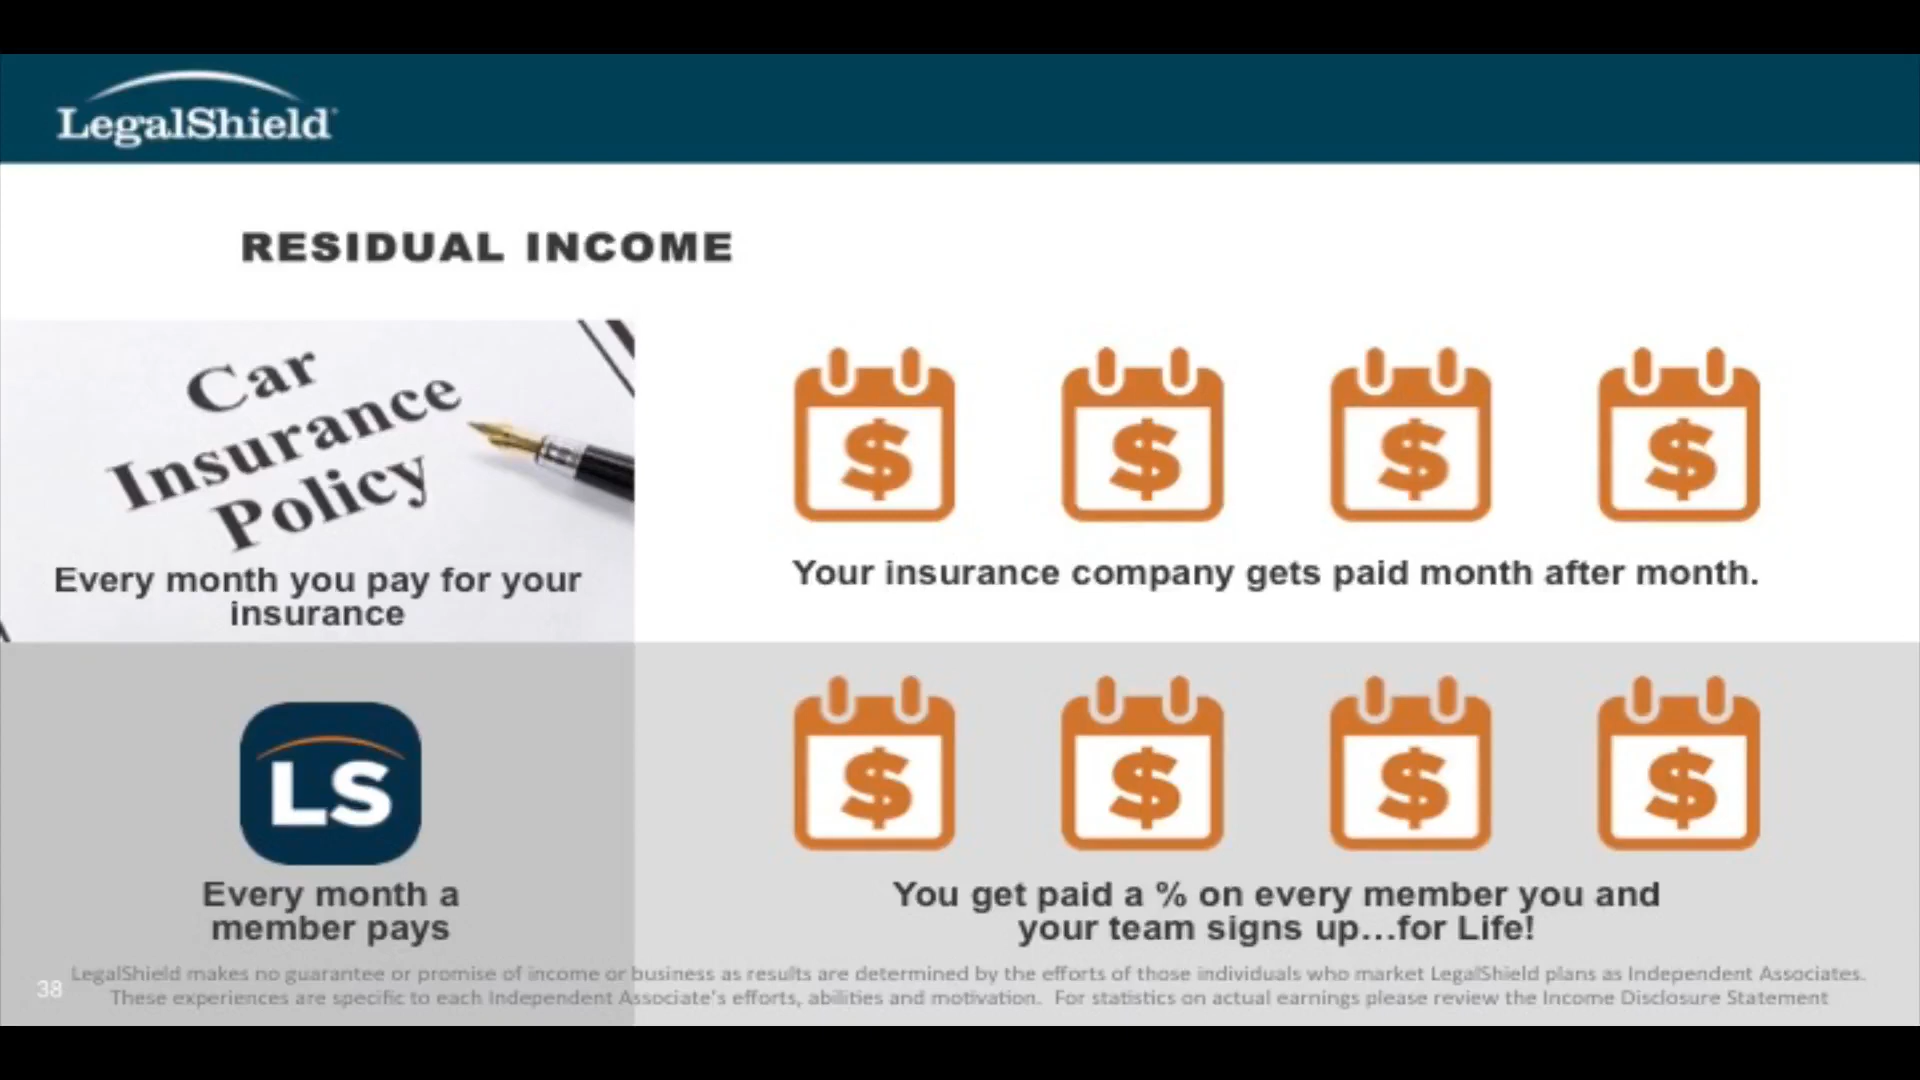 LegalShield
RESIDUAL INCOME
Car
Insurance
Policy
Every month you pay for your
insurance
$ $ $ $
Your insurance company gets paid month after month.
LS
Every month a
member pays
$ $ $ $
You get paid a % on every member you and
your team signs up...for Life!
LegalShield makes no guarantee or promise of income or business as results are determined by the efforts of those individuals who market LegalShield plans as Independent Associates.
These experiences are specific to each Independent Associate's efforts, abilities and motivation. For statistics on actual earnings please review the Income Disclosure Statement
38